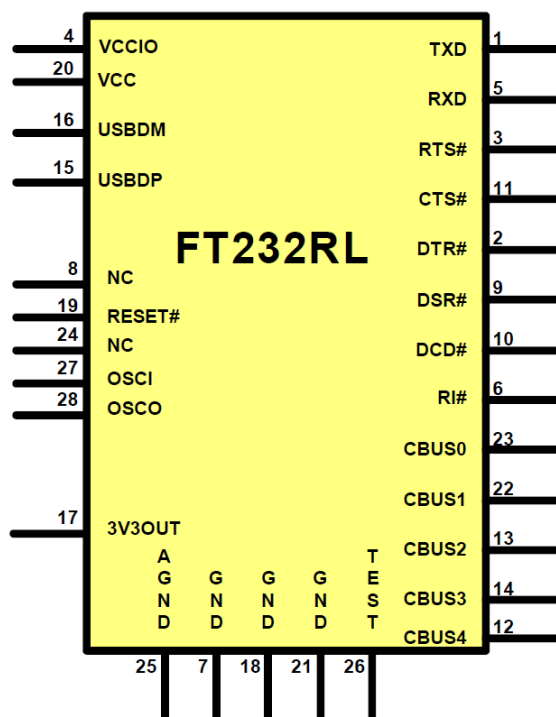 4 VCCIO
20 VCC
16 USBDM
15 USBDP
FT232RL
8 NC
19 RESET#
24 NC
27 OSCI
28 OSCO
17 3V3OUT
TXD 1
RXD 5
RTS# 3
CTS# 11
DTR# 2
DSR# 9
DCD# 10
RI# 6
CBUS0 23
CBUS1 22
CBUS2 13
CBUS3 14
CBUS4 12
AGND 25
GND 7
GND 18
GND 21
TEST 26